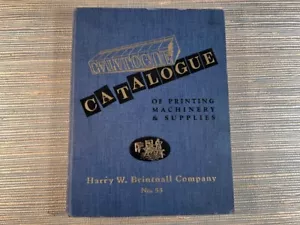 CATALOGUE
OF PRINTING
MACHINERY
& SUPPLIES
Harry W. Brintnall Company
No. 53